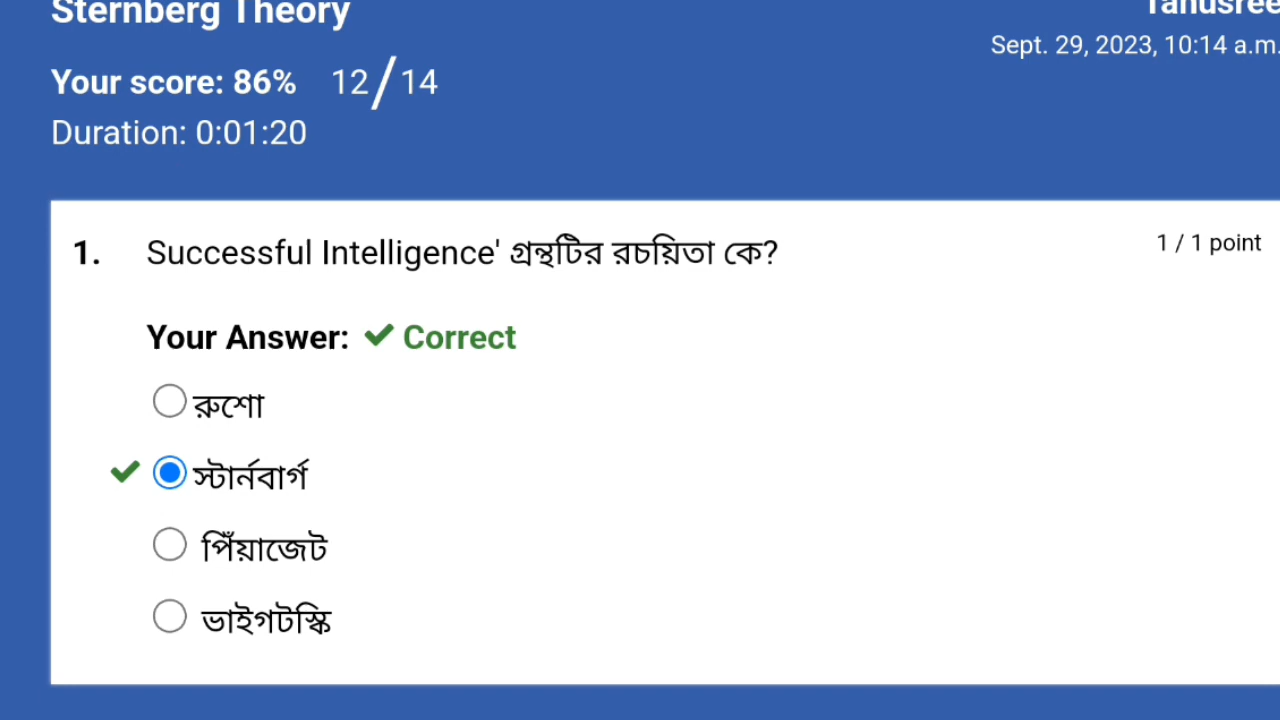 Sternberg Theory
Sept. 29, 2023, 10:14 a.m.
Your score: 86% 12/14
Duration: 0:01:20
1. Successful Intelligence' গ্রন্থটির রচয়িতা কে?
1 / 1 point
Your Answer: ✔ Correct
রুশো
স্টার্নবার্গ
পিঁয়াজেট
ভাইগটস্কি